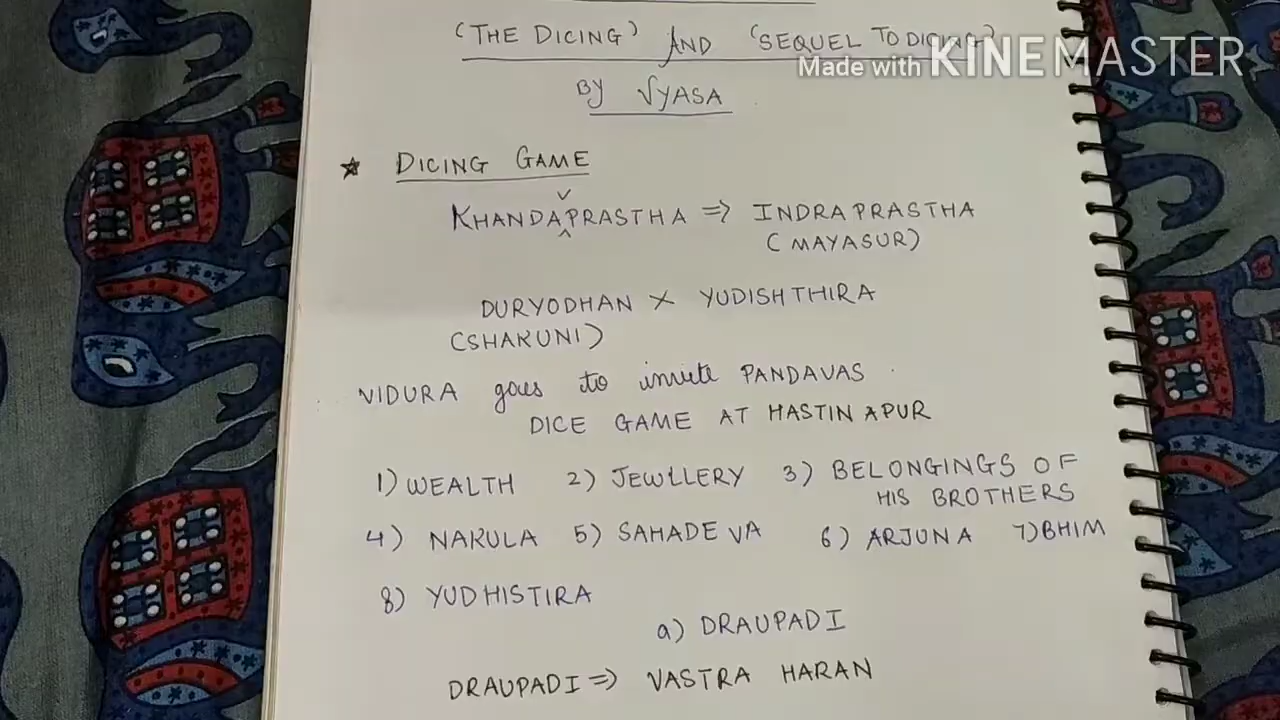 (THE DICING) AND (SEQUEL TO DICING)
Made with KINEMASTER
BY VYASA
★ DICING GAME
KHANDAPRASTHA => INDRAPRASTHA
(MAYASUR)
DURYODHAN × YUDISHTHIRA
(SHAKUNI)
VIDURA goes to invite PANDAVAS
DICE GAME AT HASTINAPUR
1) WEALTH 2) JEWLLERY 3) BELONGINGS OF
HIS BROTHERS
4) NAKULA 5) SAHADEVA 6) ARJUNA 7) BHIM
8) YUDHISTIRA
a) DRAUPADI
DRAUPADI => VASTRA HARAN